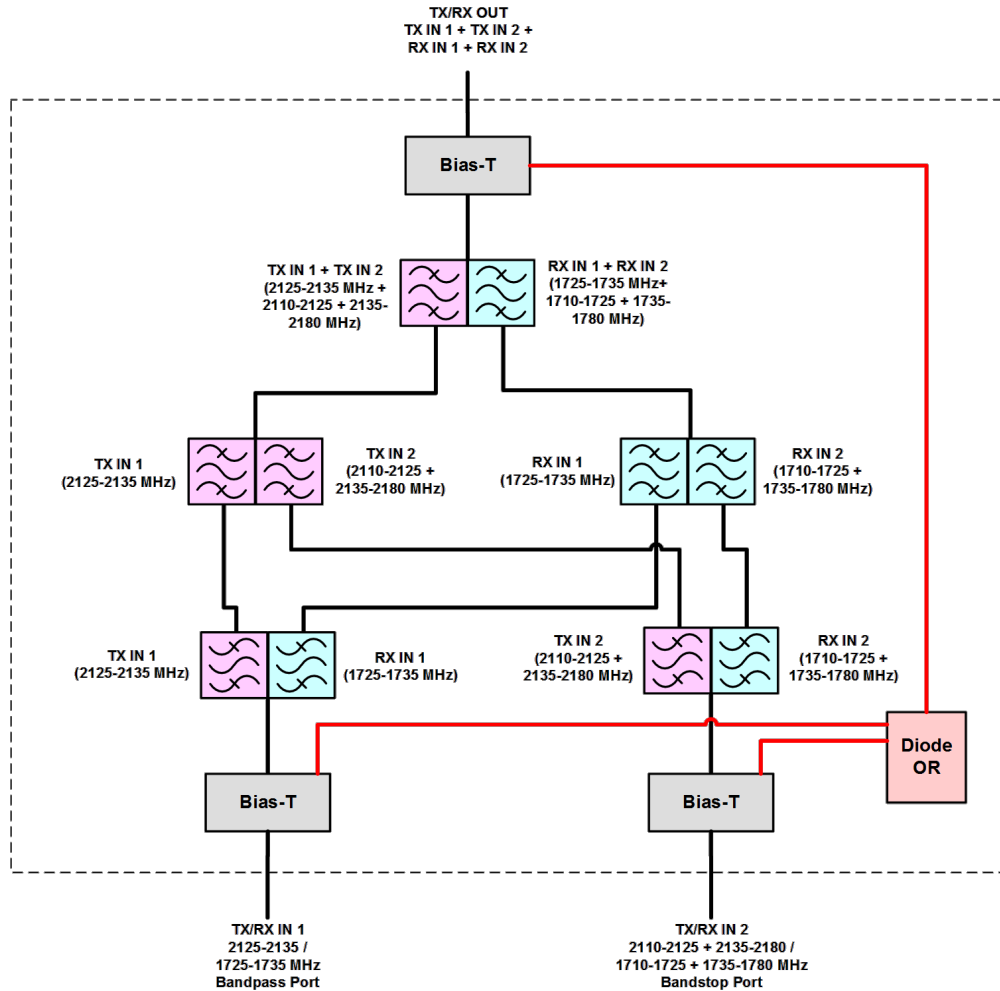 TX/RX OUT
TX IN 1 + TX IN 2 +
RX IN 1 + RX IN 2
Bias-T
TX IN 1 + TX IN 2
(2125-2135 MHz +
2110-2125 + 2135-
2180 MHz)
RX IN 1 + RX IN 2
(1725-1735 MHz+
1710-1725 + 1735-
1780 MHz)
TX IN 1
(2125-2135 MHz)
TX IN 2
(2110-2125 +
2135-2180 MHz)
RX IN 1
(1725-1735 MHz)
RX IN 2
(1710-1725 +
1735-1780 MHz)
TX IN 1
(2125-2135 MHz)
RX IN 1
(1725-1735 MHz)
TX IN 2
(2110-2125 +
2135-2180 MHz)
RX IN 2
(1710-1725 +
1735-1780 MHz)
Diode
OR
Bias-T
Bias-T
TX/RX IN 1
2125-2135 /
1725-1735 MHz
Bandpass Port
TX/RX IN 2
2110-2125 + 2135-2180 /
1710-1725 + 1735-1780 MHz
Bandstop Port